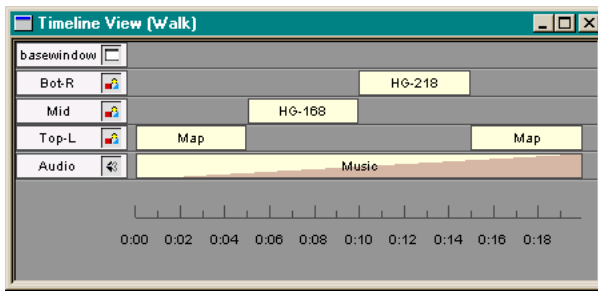 Timeline View (Walk)
basewindow
Bot-R HG-218
Mid HG-168
Top-L Map Map
Audio Music
0:00 0:02 0:04 0:06 0:08 0:10 0:12 0:14 0:16 0:18